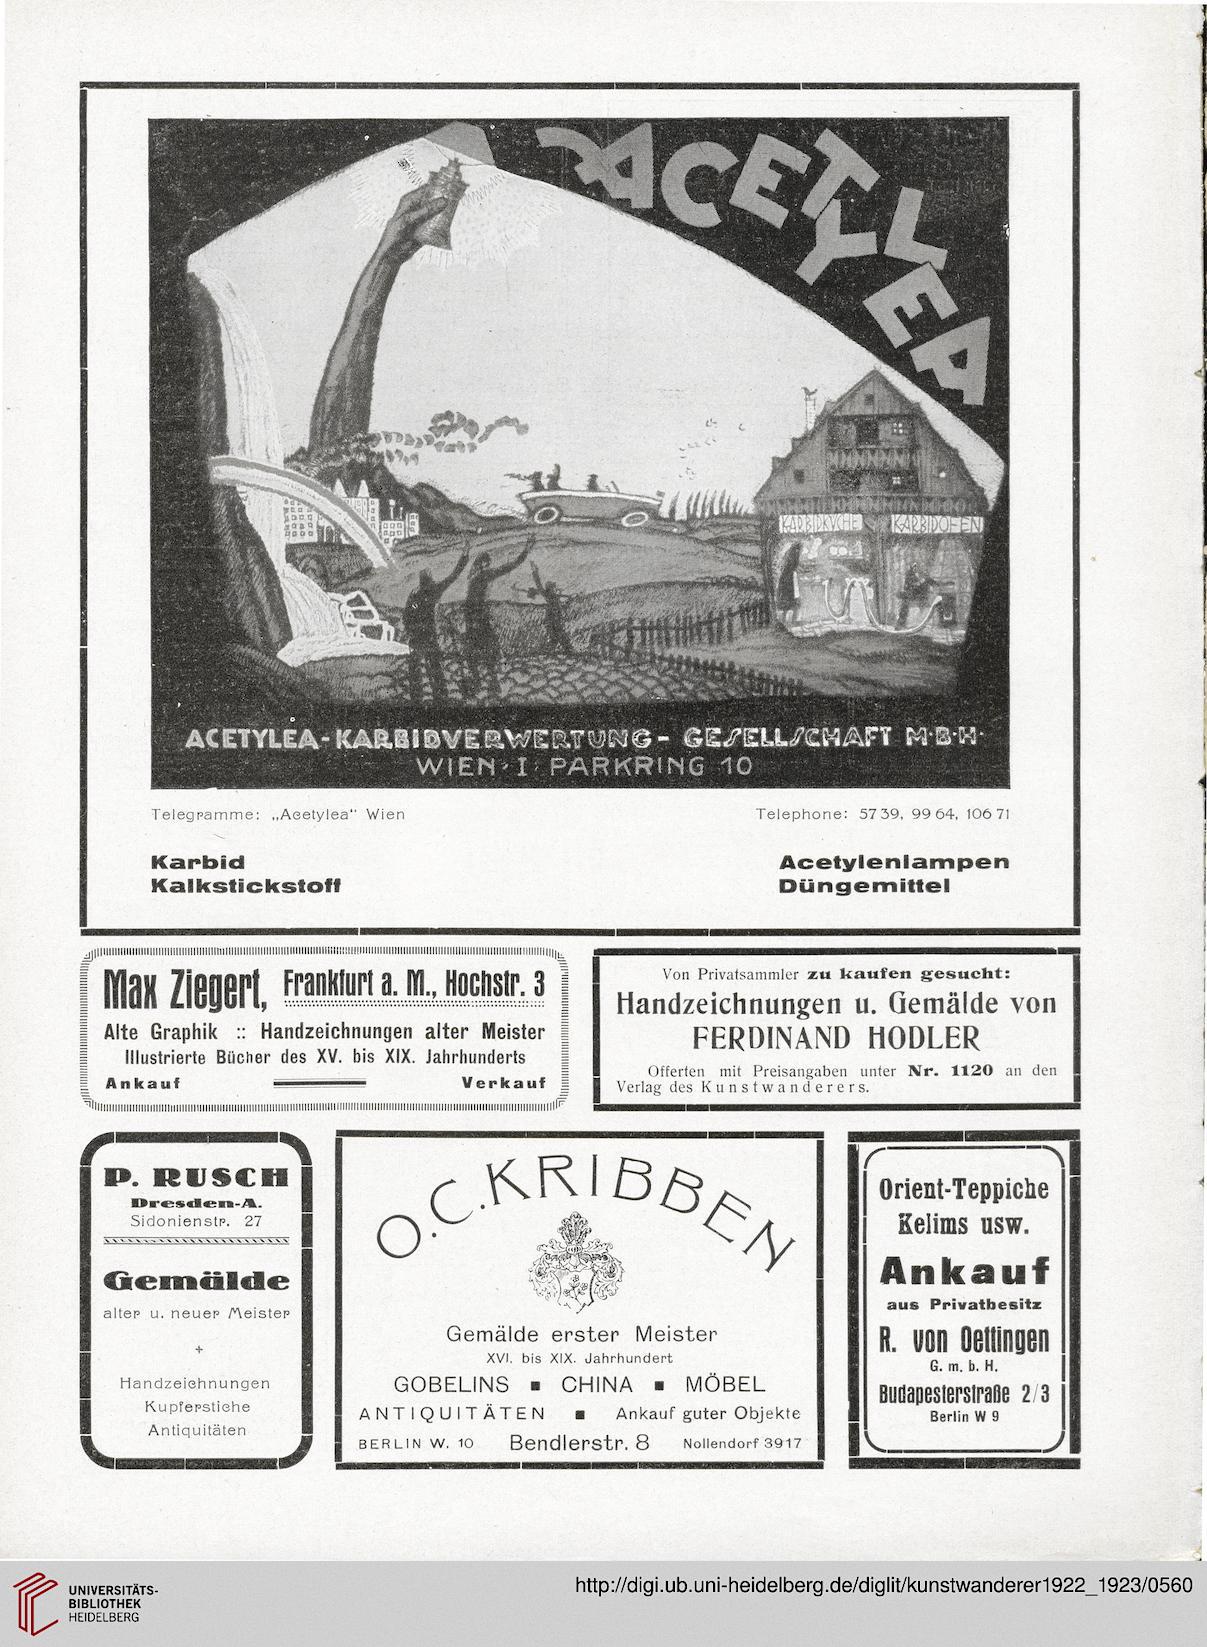 ACETYLEA
KARBIDKÜCHE
KARBIDOFEN
ACETYLEA-KARBIDVERWERTUNG-GESELLSCHAFT M·B·H·
WIEN·I·PARKRING 10
Telegramme: „Acetylea“ Wien
Telephone: 57 39, 99 64, 106 71
Karbid
Kalkstickstoff
Acetylenlampen
Düngemittel
Max Ziegert, Frankfurt a. M., Hochstr. 3
Alte Graphik :: Handzeichnungen alter Meister
Illustrierte Bücher des XV. bis XIX. Jahrhunderts
Ankauf Verkauf
Von Privatsammler zu kaufen gesucht:
Handzeichnungen u. Gemälde von
FERDINAND HODLER
Offerten mit Preisangaben unter Nr. 1120 an den
Verlag des Kunstwanderers.
P. RUSCH
Dresden-A.
Sidonienstr. 27
Gemälde
alter u. neuer Meister
+
Handzeichnungen
Kupferstiche
Antiquitäten
O.C.KRIBBEN
Gemälde erster Meister
XVI. bis XIX. Jahrhundert
GOBELINS ■ CHINA ■ MÖBEL
ANTIQUITÄTEN ■ Ankauf guter Objekte
BERLIN W. 10 Bendlerstr. 8 Nollendorf 3917
Orient-Teppiche
Kelims usw.
Ankauf
aus Privatbesitz
R. von Oettingen
G. m. b. H.
Budapesterstraße 2/3
Berlin W 9
UNIVERSITÄTS-
BIBLIOTHEK
HEIDELBERG
http://digi.ub.uni-heidelberg.de/diglit/kunstwanderer1922_1923/0560